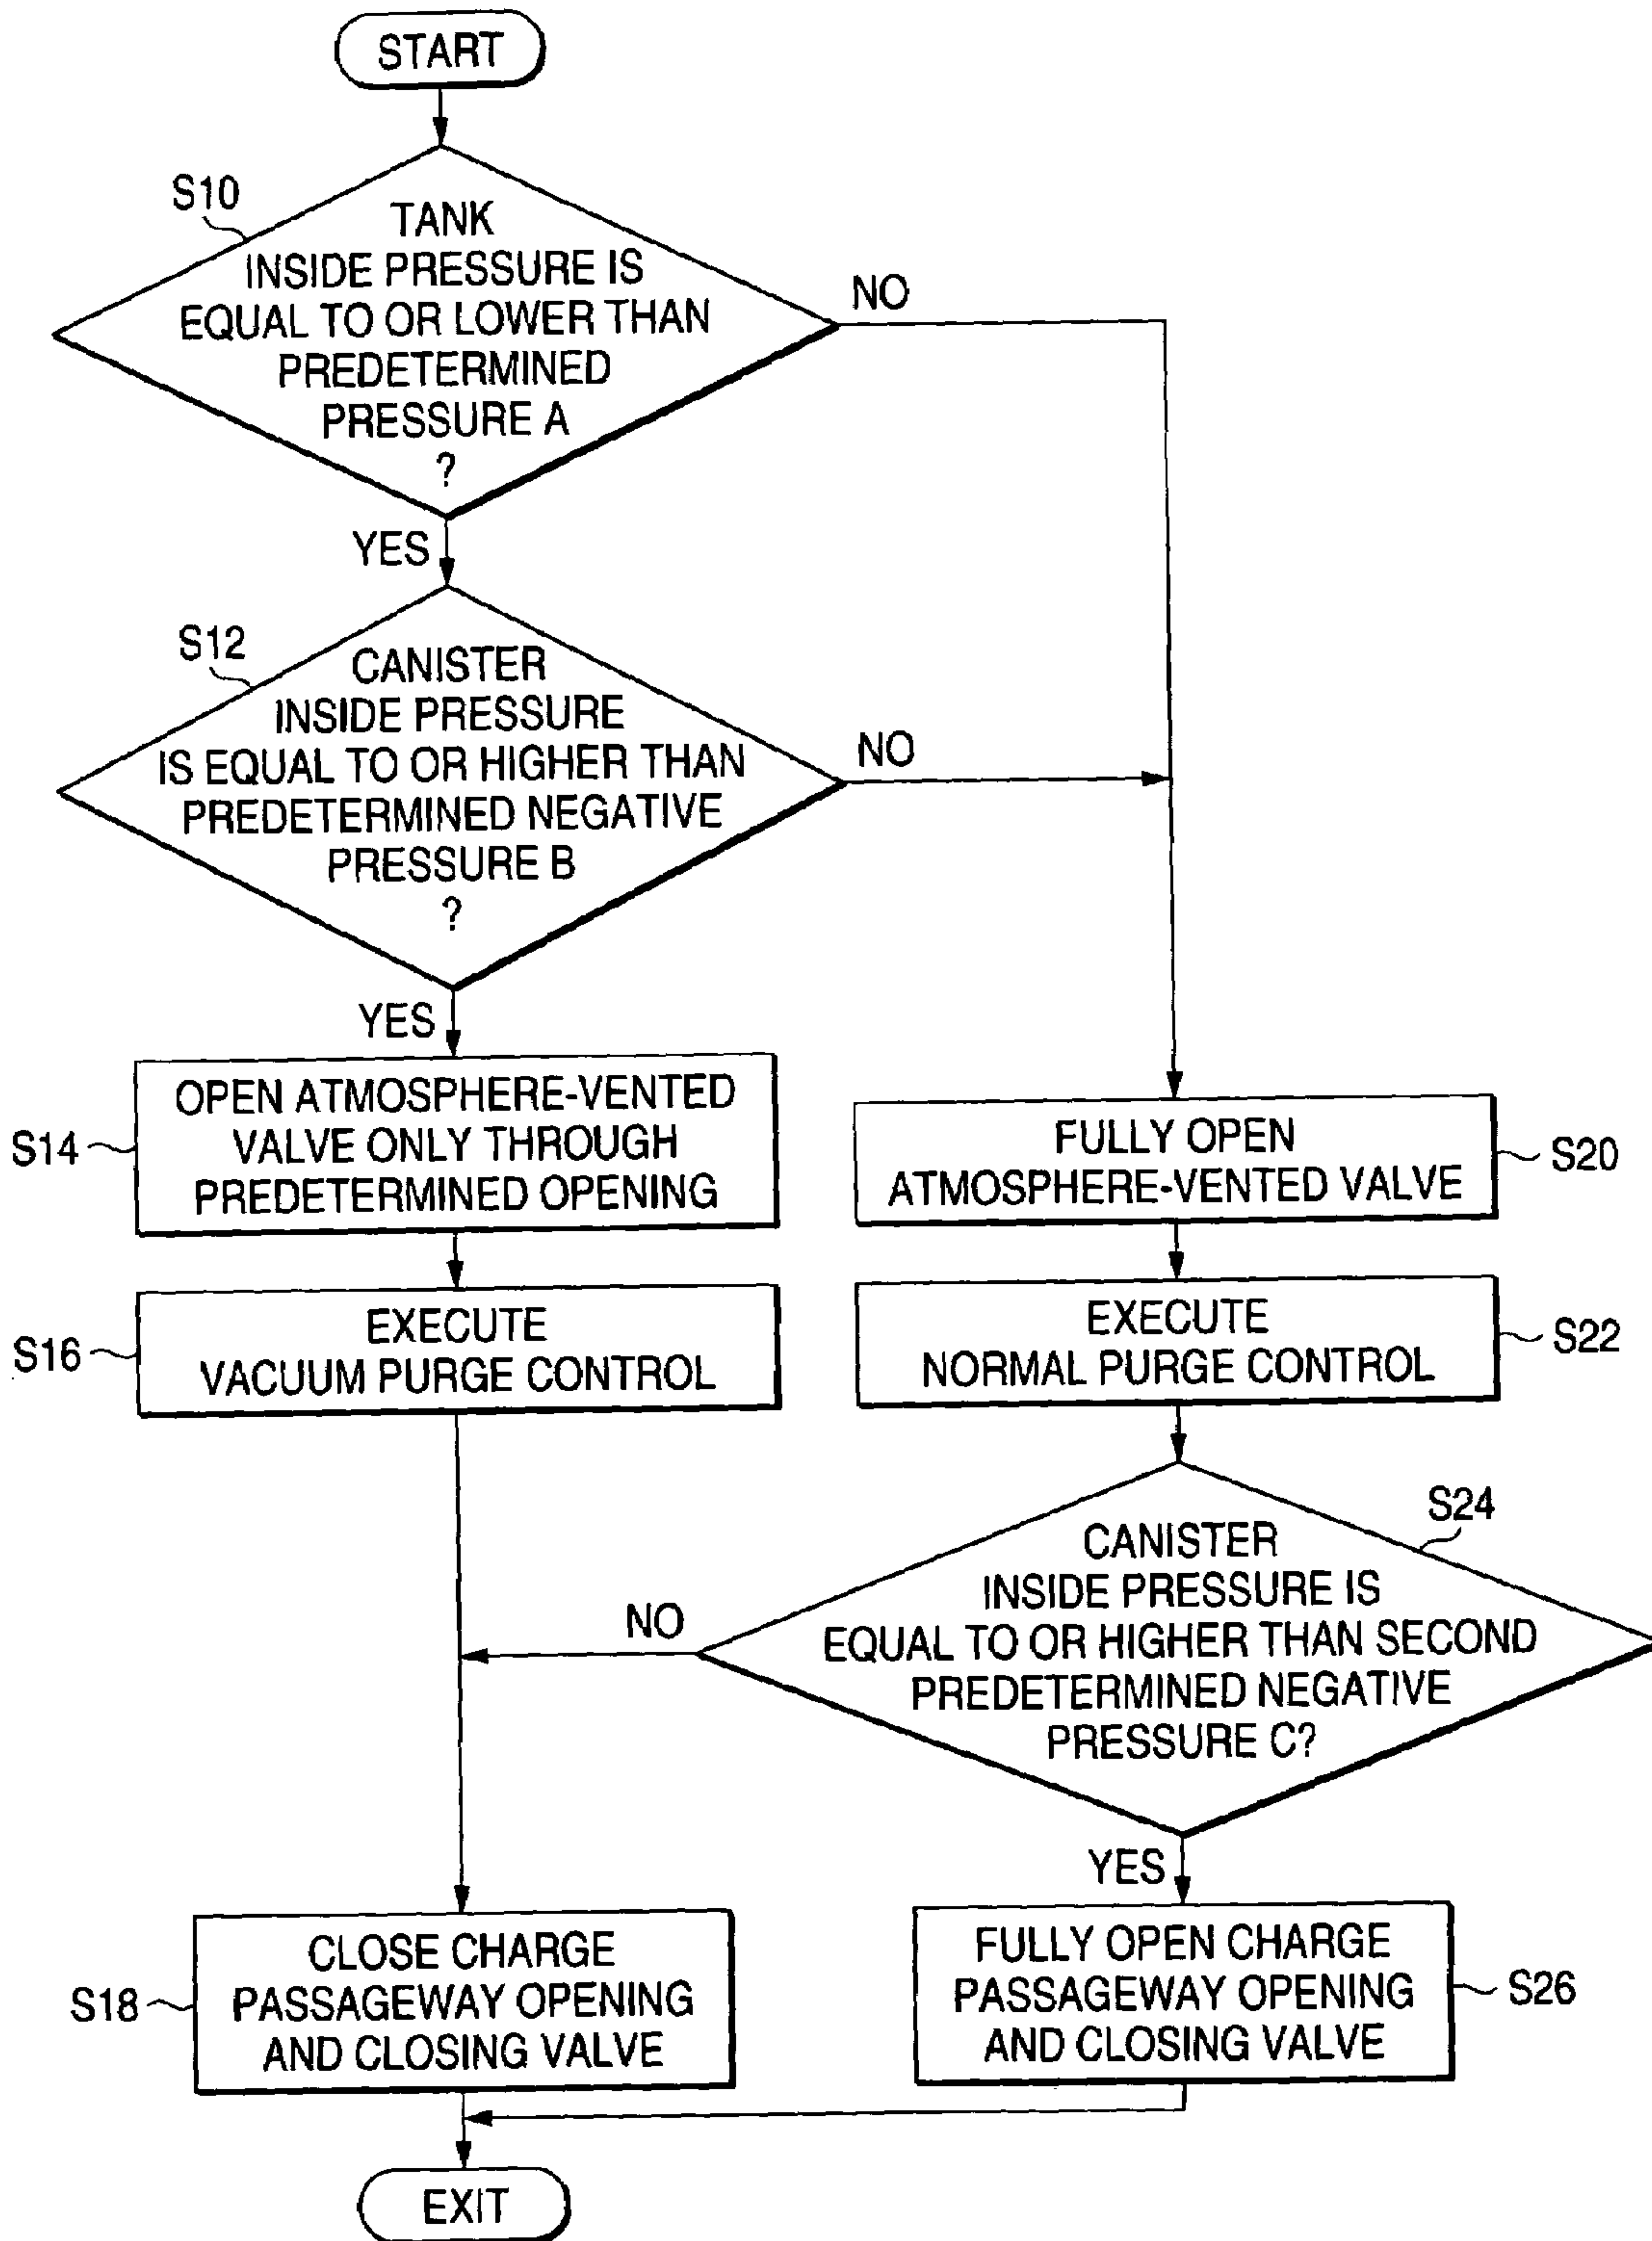 START
S10
TANK
INSIDE PRESSURE IS
EQUAL TO OR LOWER THAN
PREDETERMINED
PRESSURE A
?
NO
YES
S12
CANISTER
INSIDE PRESSURE
IS EQUAL TO OR HIGHER THAN
PREDETERMINED NEGATIVE
PRESSURE B
?
NO
YES
S14
OPEN ATMOSPHERE-VENTED
VALVE ONLY THROUGH
PREDETERMINED OPENING
FULLY OPEN
ATMOSPHERE-VENTED VALVE
S20
S16
EXECUTE
VACUUM PURGE CONTROL
EXECUTE
NORMAL PURGE CONTROL
S22
S24
CANISTER
INSIDE PRESSURE IS
EQUAL TO OR HIGHER THAN SECOND
PREDETERMINED NEGATIVE
PRESSURE C?
NO
YES
S18
CLOSE CHARGE
PASSAGEWAY OPENING
AND CLOSING VALVE
FULLY OPEN CHARGE
PASSAGEWAY OPENING
AND CLOSING VALVE
S26
EXIT